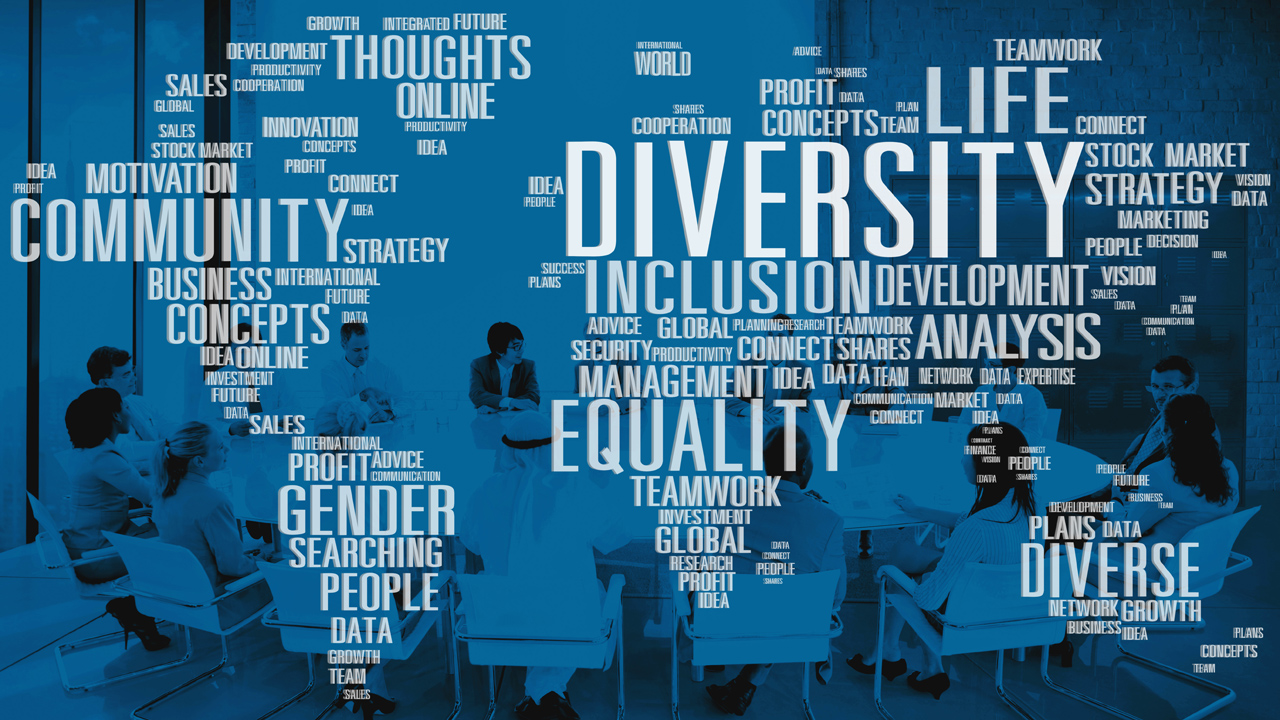 GROWTH INTEGRATED FUTURE
DEVELOPMENT THOUGHTS
PRODUCTIVITY
SALES COOPERATION
GLOBAL ONLINE
SALES INNOVATION PRODUCTIVITY
STOCK MARKET CONCEPTS IDEA
IDEA MOTIVATION PROFIT
PROFIT CONNECT
COMMUNITY IDEA
STRATEGY
BUSINESS INTERNATIONAL
FUTURE
CONCEPTS DATA
IDEA ONLINE
INVESTMENT
FUTURE
DATA
SALES
INTERNATIONAL
PROFIT ADVICE
COMMUNICATION
GENDER
SEARCHING
PEOPLE
DATA
GROWTH
TEAM
SALES
INTERNATIONAL
WORLD
ADVICE
DATA SHARES
TEAMWORK
SHARES PROFIT DATA PLAN LIFE
COOPERATION CONCEPTS TEAM CONNECT
IDEA DIVERSITY STOCK MARKET
PEOPLE STRATEGY VISION
DATA
MARKETING
PEOPLE DECISION
IDEA
SUCCESS INCLUSION DEVELOPMENT VISION
PLANS SALES
DATA
TEAM
PLAN
COMMUNICATION
DATA
ADVICE GLOBAL PLANNING RESEARCH TEAMWORK ANALYSIS
SECURITY PRODUCTIVITY CONNECT SHARES
MANAGEMENT IDEA DATA TEAM NETWORK DATA EXPERTISE
EQUALITY COMMUNICATION MARKET DATA
CONNECT IDEA
PLANS
CONTRACT
FINANCE CONNECT
VISION PEOPLE
DATA SHARES
TEAMWORK
INVESTMENT
GLOBAL DATA
RESEARCH CONNECT
PROFIT PEOPLE
SHARES
IDEA
PEOPLE
FUTURE
BUSINESS
TEAM
DEVELOPMENT
PLANS DATA
DIVERSE
NETWORK GROWTH
BUSINESS IDEA
PLANS
CONCEPTS
TEAM